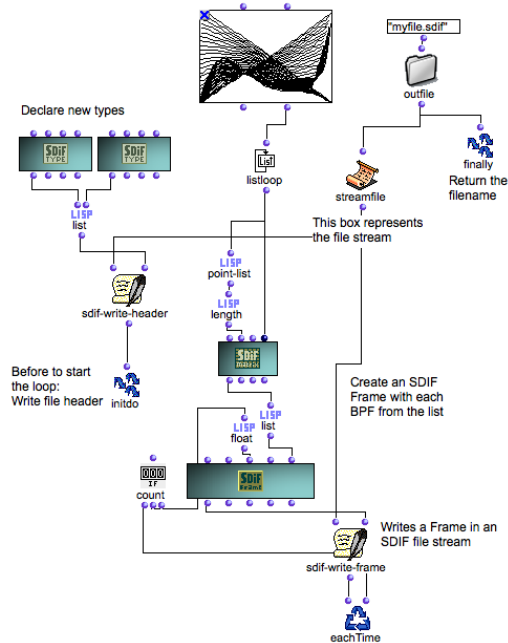 "myfile.sdif"
outfile
Declare new types
SDIF
TYPE
SDIF
TYPE
listloop
List
streamfile
finally
Return the
filename
This box represents
the file stream
LISP
list
LISP
point-list
LISP
length
sdif-write-header
SDIF
Before to start
the loop:
Write file header
initdo
Create an SDIF
Frame with each
BPF from the list
LISP
list
LISP
float
000
IF
count
SDIF
Writes a Frame in an
SDIF file stream
sdif-write-frame
eachTime